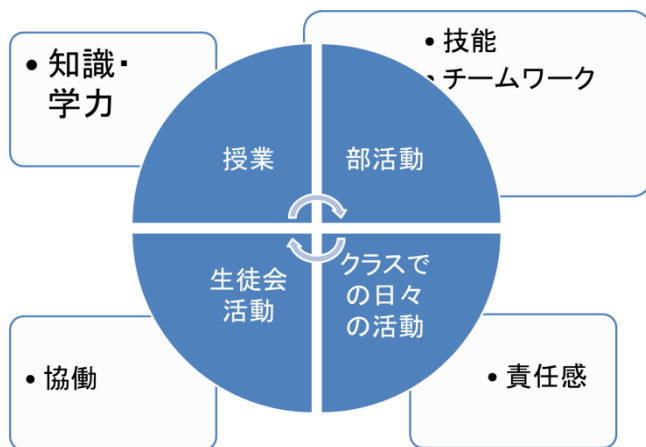 • 知識・
学力
• 技能
• チームワーク
授業
部活動
生徒会
活動
クラスで
の日々
の活動
• 協働
• 責任感